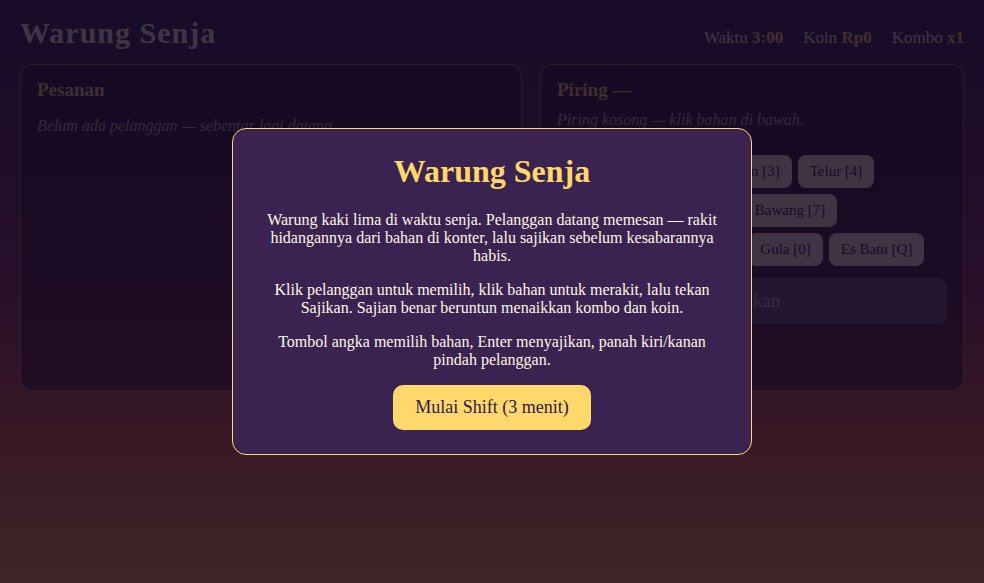 Warung Senja
Waktu 3:00 Koin Rp0 Kombo x1
Pesanan
Belum ada pelanggan — sebentar lagi datang.
Piring —
Piring kosong — klik bahan di bawah.
[3] Telur [4]
Bawang [7]
Gula [0] Es Batu [Q]
Warung Senja
Warung kaki lima di waktu senja. Pelanggan datang memesan — rakit
hidangannya dari bahan di konter, lalu sajikan sebelum kesabarannya
habis.
Klik pelanggan untuk memilih, klik bahan untuk merakit, lalu tekan
Sajikan. Sajian benar beruntun menaikkan kombo dan koin.
Tombol angka memilih bahan, Enter menyajikan, panah kiri/kanan
pindah pelanggan.
Mulai Shift (3 menit)